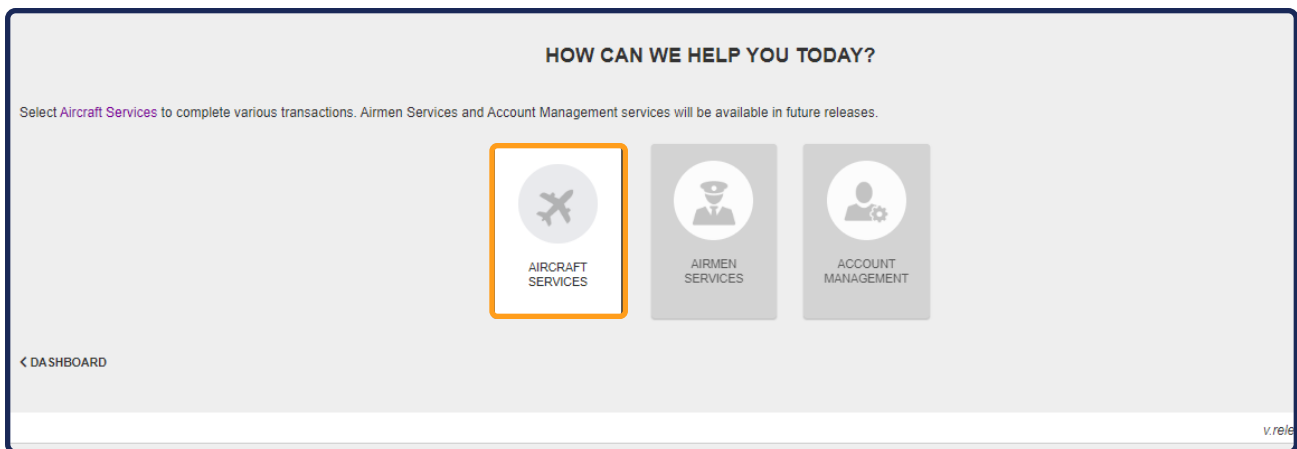 HOW CAN WE HELP YOU TODAY?
Select Aircraft Services to complete various transactions. Airmen Services and Account Management services will be available in future releases.
AIRCRAFT
SERVICES
AIRMEN
SERVICES
ACCOUNT
MANAGEMENT
< DASHBOARD
v.rele